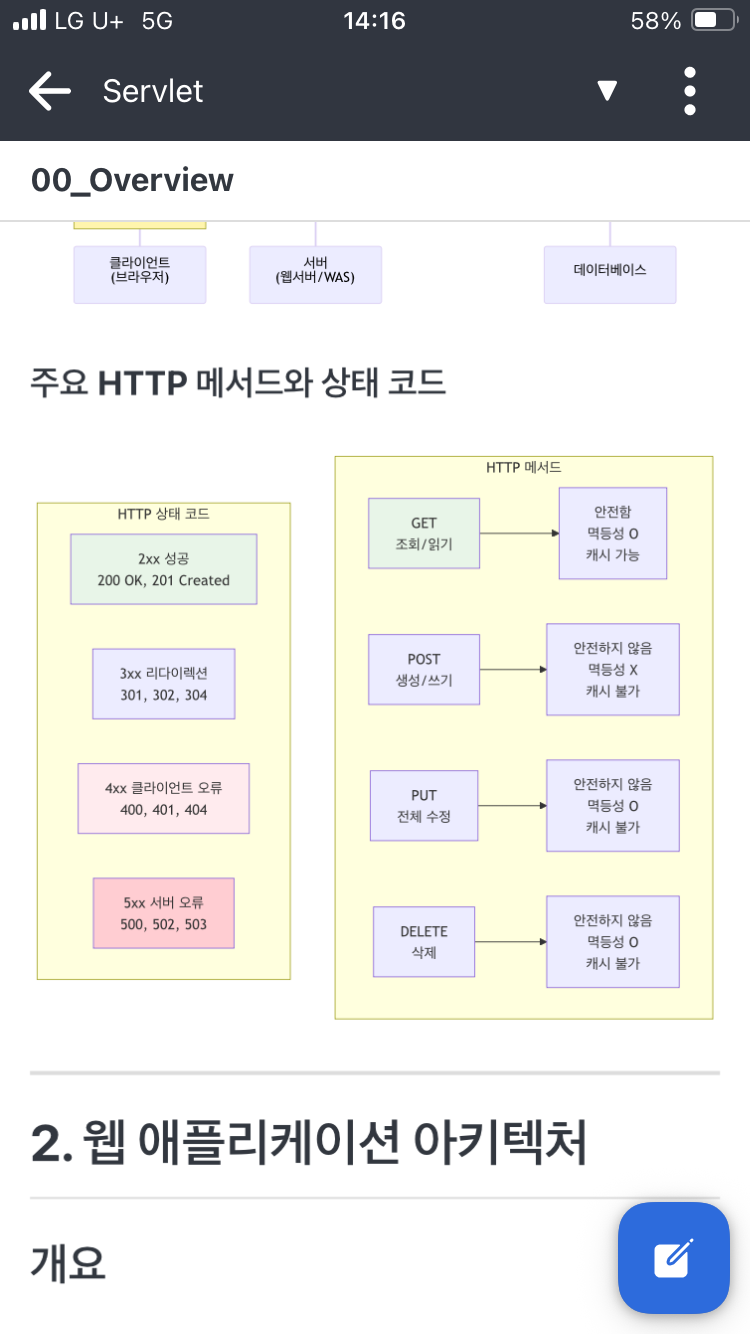 LG U+ 5G 14:16 58%
Servlet
00_Overview
클라이언트
(브라우저)
서버
(웹서버/WAS)
데이터베이스
주요 HTTP 메서드와 상태 코드
HTTP 상태 코드
2xx 성공
200 OK, 201 Created
3xx 리다이렉션
301, 302, 304
4xx 클라이언트 오류
400, 401, 404
5xx 서버 오류
500, 502, 503
HTTP 메서드
GET
조회/읽기
안전함
멱등성 O
캐시 가능
POST
생성/쓰기
안전하지 않음
멱등성 X
캐시 불가
PUT
전체 수정
안전하지 않음
멱등성 O
캐시 불가
DELETE
삭제
안전하지 않음
멱등성 O
캐시 불가
2. 웹 애플리케이션 아키텍처
개요